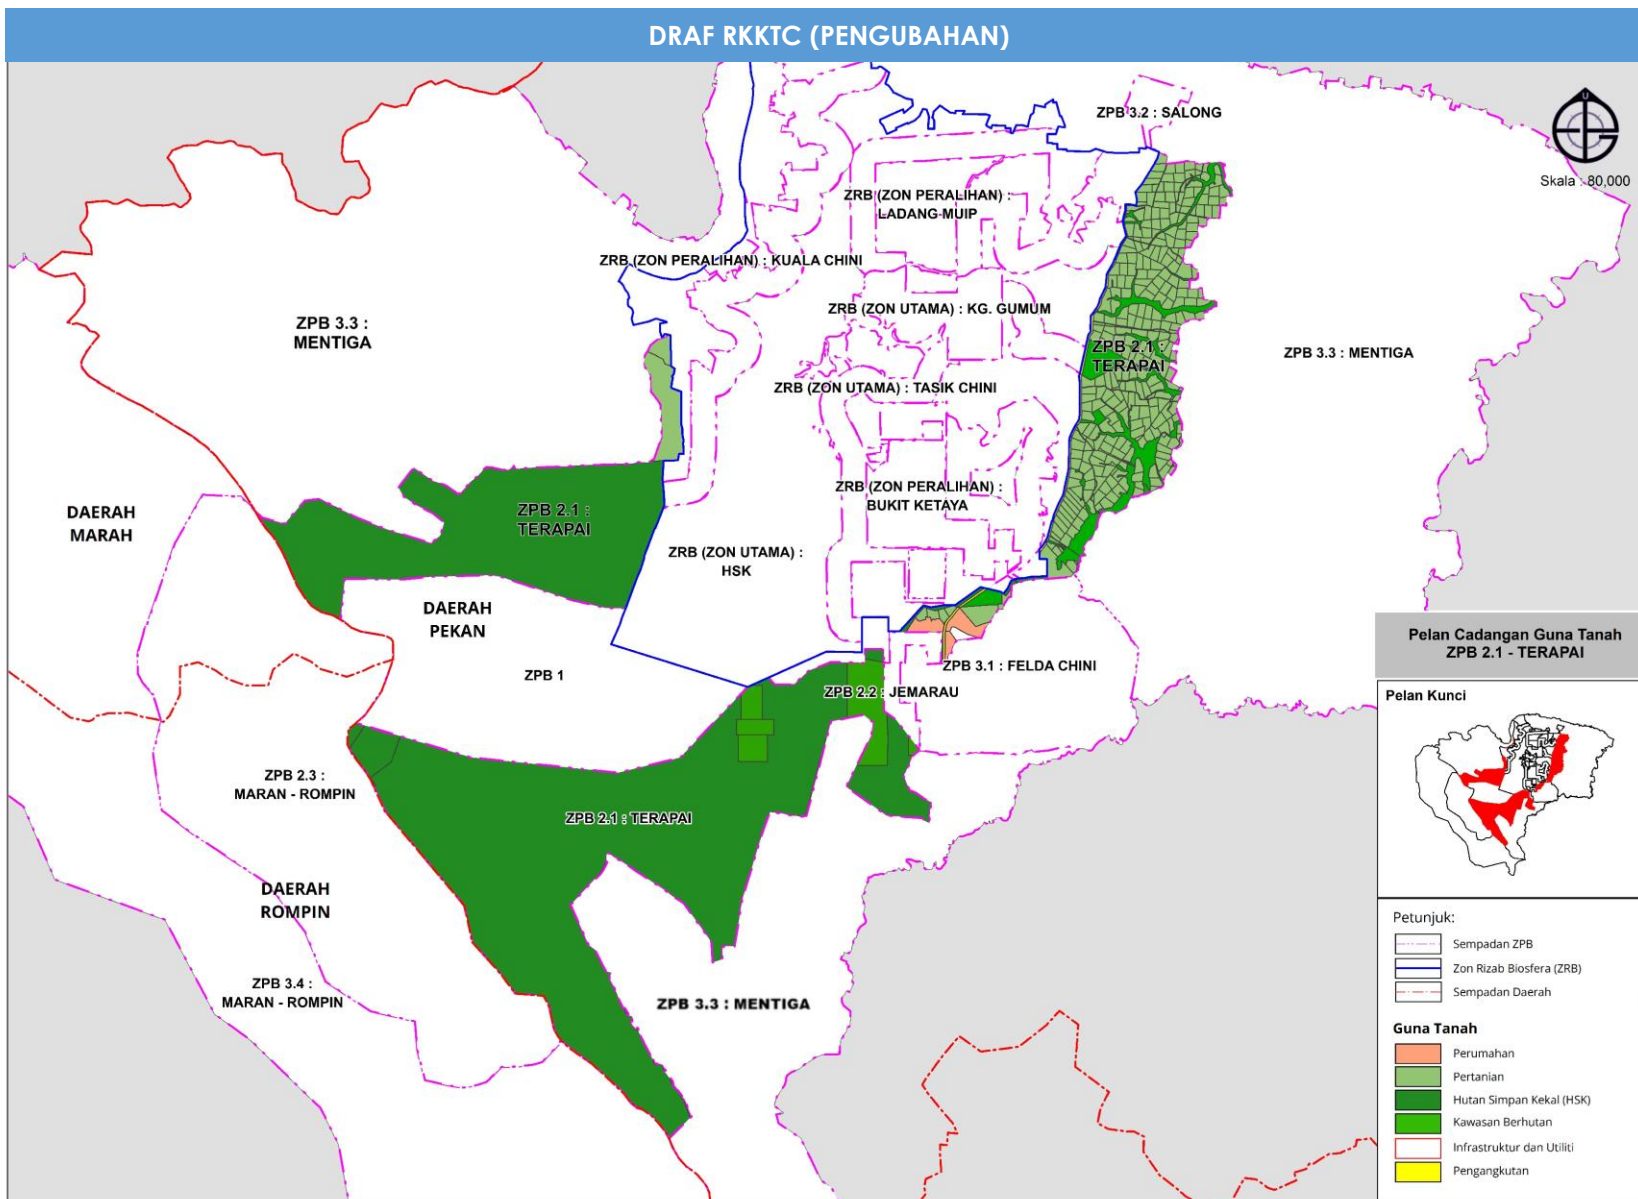 DRAF RKKTC (PENGUBAHAN)
ZPB 3.2 : SALONG
U
Skala : 80,000
ZRB (ZON PERALIHAN) :
LADANG MUIP
ZRB (ZON PERALIHAN) : KUALA CHINI
ZPB 3.3 :
MENTIGA
ZRB (ZON UTAMA) : KG. GUMUM
ZPB 2.1 :
TERAPAI
ZPB 3.3 : MENTIGA
ZRB (ZON UTAMA) : TASIK CHINI
ZRB (ZON PERALIHAN) :
BUKIT KETAYA
DAERAH
MARAH
ZPB 2.1 :
TERAPAI
ZRB (ZON UTAMA) :
HSK
DAERAH
PEKAN
ZPB 1
ZPB 3.1 : FELDA CHINI
ZPB 2.2 : JEMARAU
ZPB 2.3 :
MARAN - ROMPIN
ZPB 2.1 : TERAPAI
DAERAH
ROMPIN
ZPB 3.4 :
MARAN - ROMPIN
ZPB 3.3 : MENTIGA
Pelan Cadangan Guna Tanah
ZPB 2.1 - TERAPAI
Pelan Kunci
Petunjuk:
Sempadan ZPB
Zon Rizab Biosfera (ZRB)
Sempadan Daerah
Guna Tanah
Perumahan
Pertanian
Hutan Simpan Kekal (HSK)
Kawasan Berhutan
Infrastruktur dan Utiliti
Pengangkutan